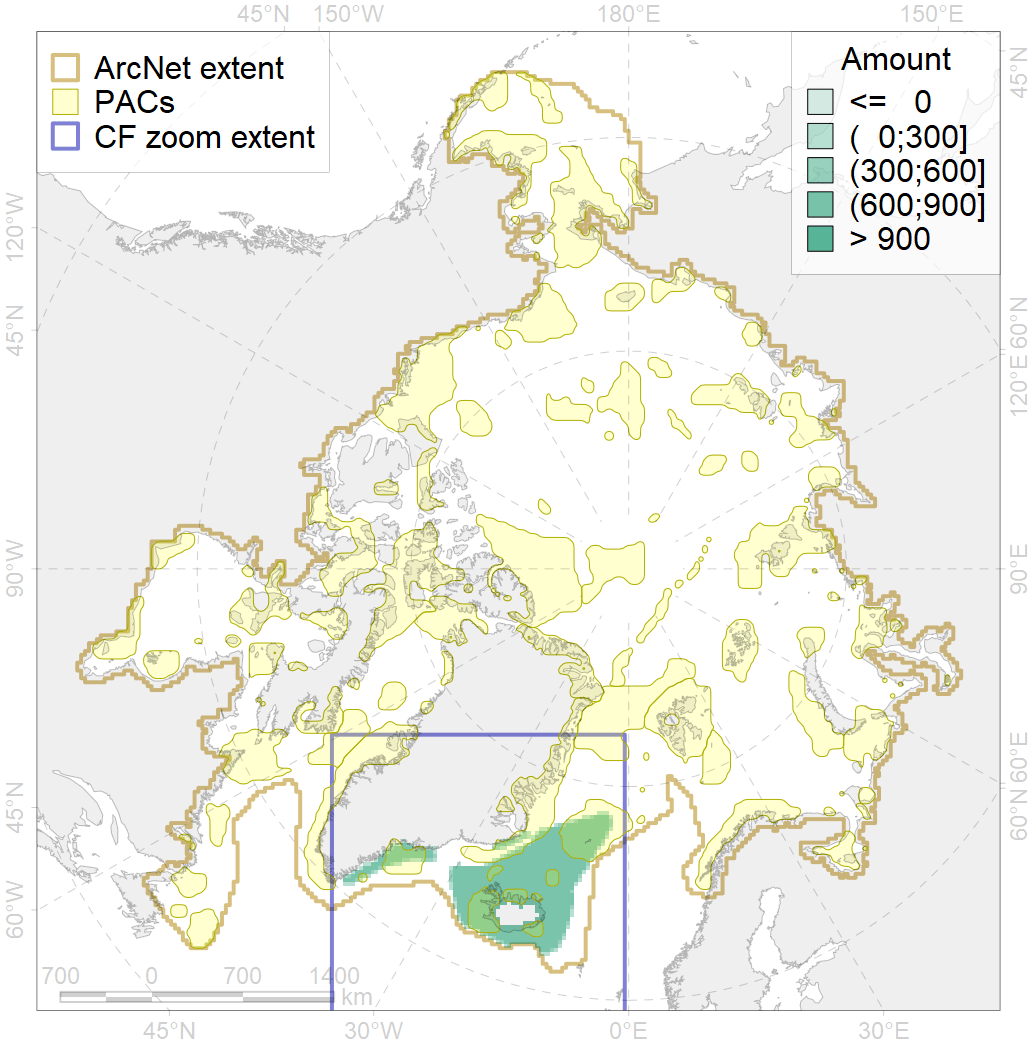 45°N 150°W 180°E 150°E
ArcNet extent
PACs
CF zoom extent
Amount
<= 0
( 0;300]
(300;600]
(600;900]
> 900
45°N
120°W
45°N
90°W
45°N
60°W
60°N
120°E
90°E
60°E
60°N
700 0 700 1400
km
45°N 30°W 0°E 30°E